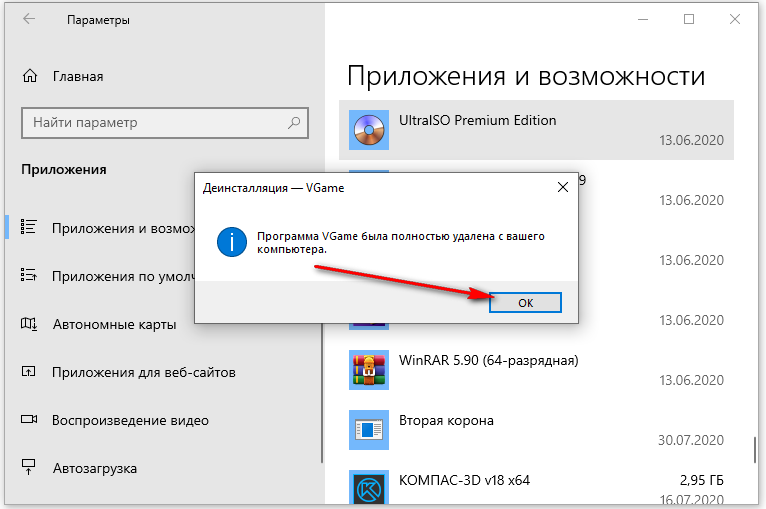 Параметры
Главная
Найти параметр
Приложения
Приложения и возмож
Приложения по умолч
Автономные карты
Приложения для веб-сайтов
Воспроизведение видео
Автозагрузка
Приложения и возможности
UltraISO Premium Edition
13.06.2020
9
13.06.2020
13.06.2020
13.06.2020
WinRAR 5.90 (64-разрядная)
13.06.2020
Вторая корона
30.07.2020
КОМПАС-3D v18 x64
2,95 ГБ
16.07.2020
Деинсталляция — VGame
Программа VGame была полностью удалена с вашего
компьютера.
ОК